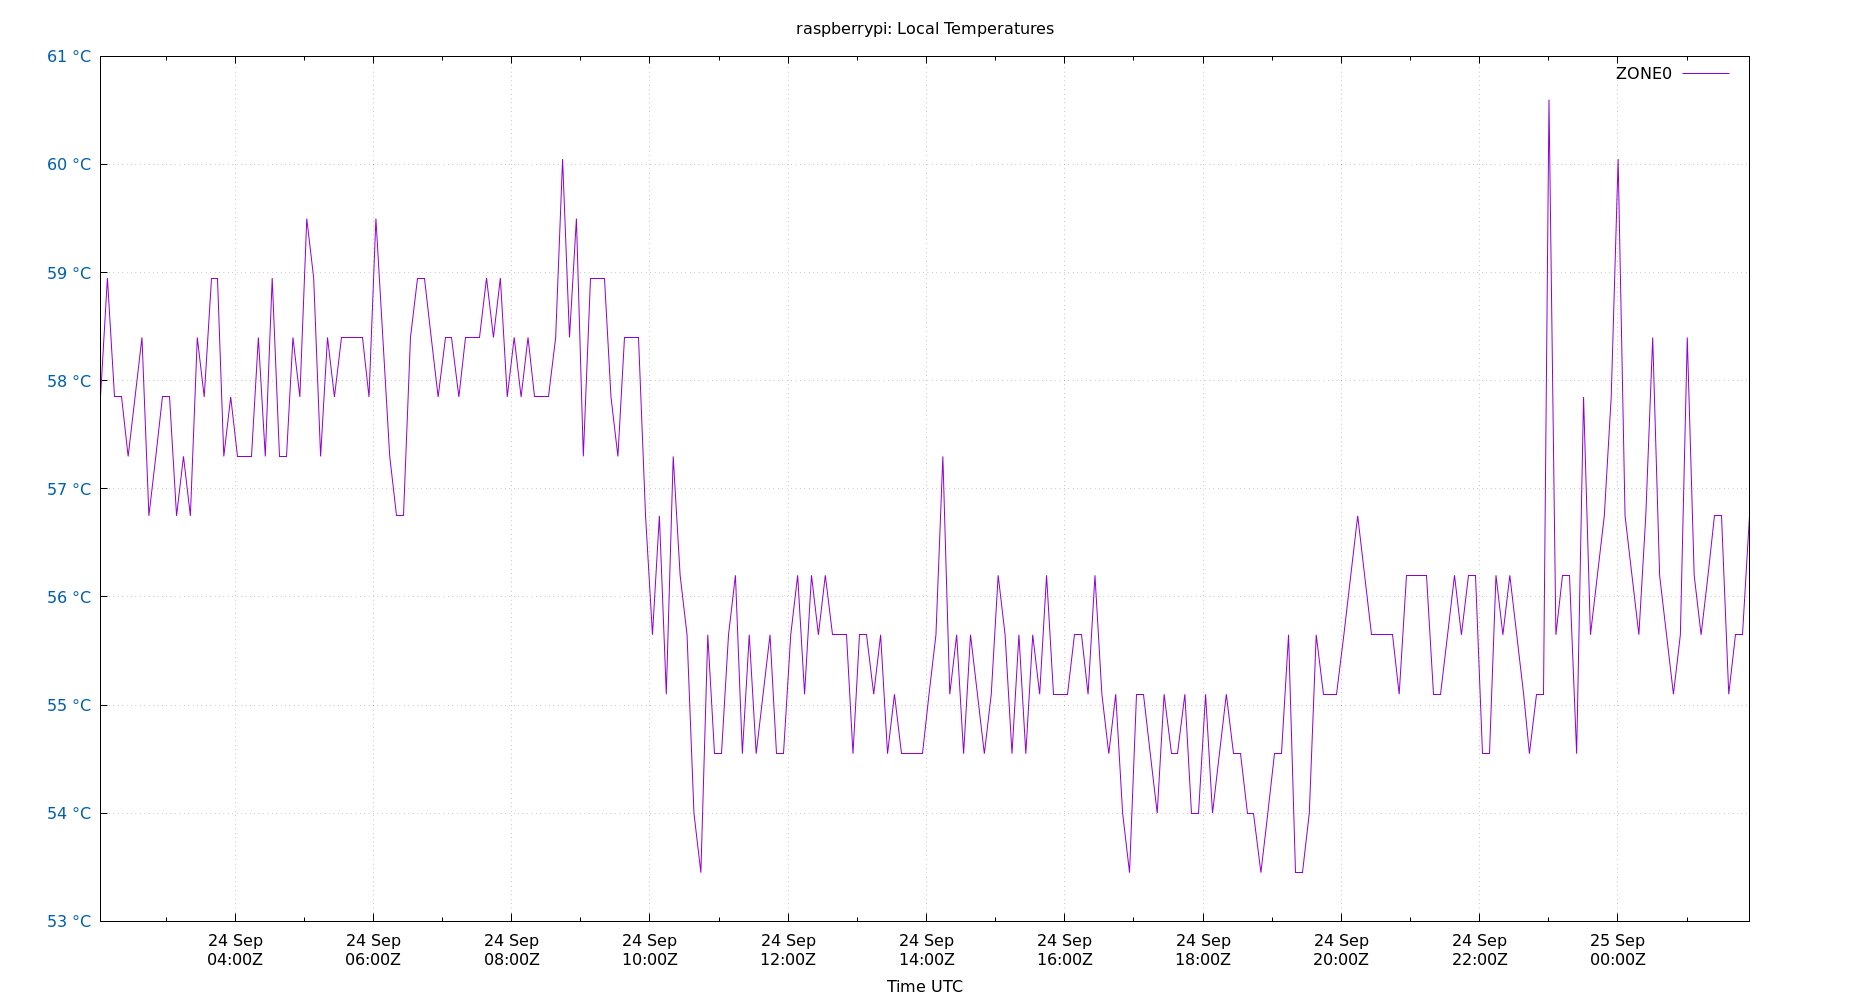 raspberrypi: Local Temperatures
61 °C
ZONE0
60 °C
59 °C
58 °C
57 °C
56 °C
55 °C
54 °C
53 °C
24 Sep 24 Sep 24 Sep 24 Sep 24 Sep 24 Sep 24 Sep 24 Sep 24 Sep 24 Sep 25 Sep
04:00Z 06:00Z 08:00Z 10:00Z 12:00Z 14:00Z 16:00Z 18:00Z 20:00Z 22:00Z 00:00Z
Time UTC